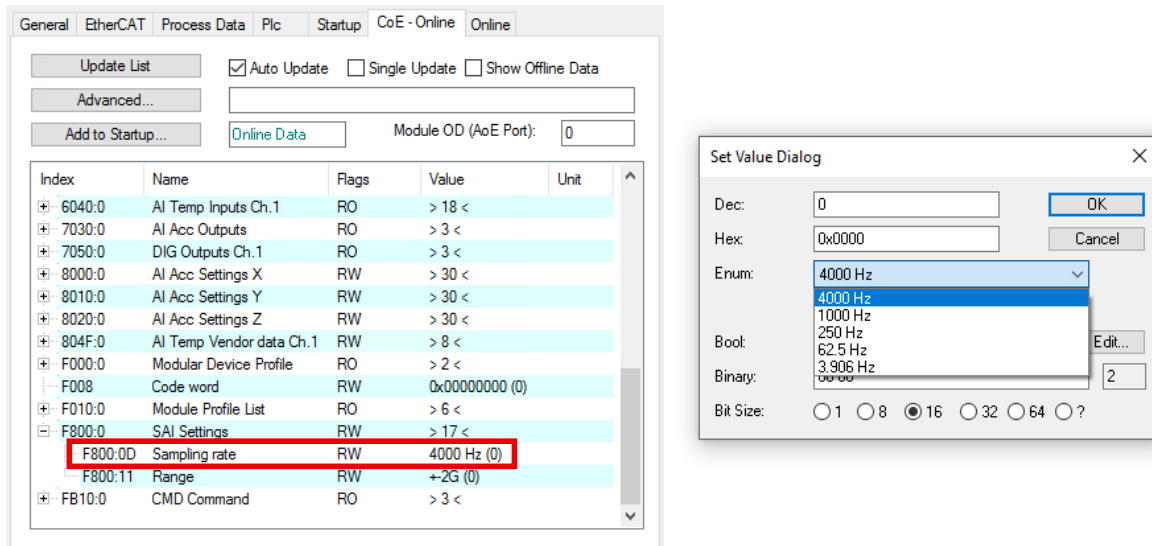 General EtherCAT Process Data Plc Startup CoE - Online Online
Update List Auto Update Single Update Show Offline Data
Advanced...
Add to Startup... Online Data Module OD (AoE Port): 0
Index Name Flags Value Unit
6040:0 AI Temp Inputs Ch.1 RO > 18 <
7030:0 AI Acc Outputs RO > 3 <
7050:0 DIG Outputs Ch.1 RO > 3 <
8000:0 AI Acc Settings X RW > 30 <
8010:0 AI Acc Settings Y RW > 30 <
8020:0 AI Acc Settings Z RW > 30 <
804F:0 AI Temp Vendor data Ch.1 RW > 8 <
F000:0 Modular Device Profile RO > 2 <
F008 Code word RW 0x00000000 (0)
F010:0 Module Profile List RO > 6 <
F800:0 SAI Settings RW > 17 <
F800:0D Sampling rate RW 4000 Hz (0)
F800:11 Range RW +-2G (0)
FB10:0 CMD Command RO > 3 <
Set Value Dialog
Dec: 0 OK
Hex: 0x0000 Cancel
Enum: 4000 Hz
4000 Hz
1000 Hz
250 Hz
62.5 Hz
3.906 Hz
Bool: Edit...
Binary: 2
Bit Size: 1 8 16 32 64 ?